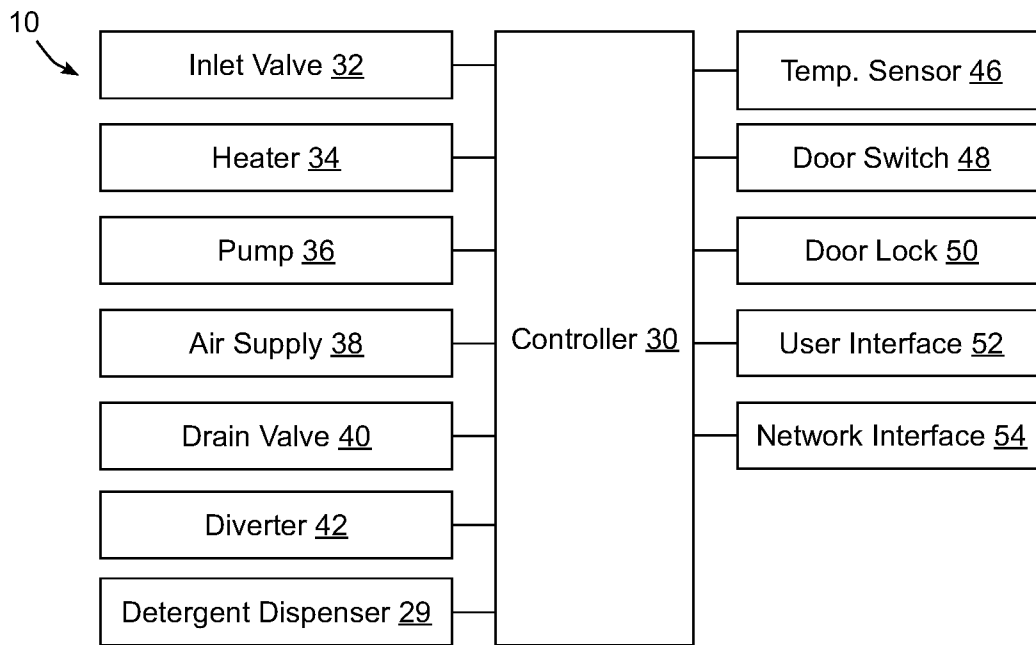 10
Inlet Valve 32
Heater 34
Pump 36
Air Supply 38
Drain Valve 40
Diverter 42
Detergent Dispenser 29
Controller 30
Temp. Sensor 46
Door Switch 48
Door Lock 50
User Interface 52
Network Interface 54